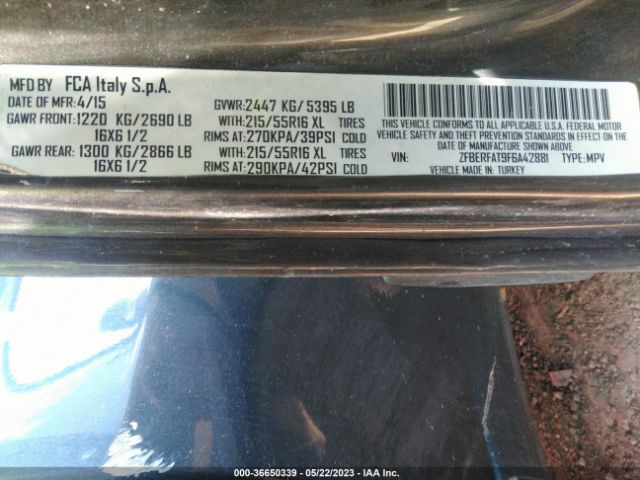 MFD BY FCA Italy S.p.A.
DATE OF MFR: 4/15 GVWR: 2447 KG/ 5395 LB
GAWR FRONT: 1220 KG/2690 LB WITH: 215/55R16 XL TIRES
16X6 1/2 RIMS AT: 270KPA/39PSI COLD
GAWR REAR: 1300 KG/2866 LB WITH: 215/55R16 XL TIRES
16X6 1/2 RIMS AT: 290KPA/42PSI COLD
THIS VEHICLE CONFORMS TO ALL APPLICABLE U.S.A. FEDERAL MOTOR
VEHICLE SAFETY, BUMPER, AND THEFT PREVENTION STANDARDS IN EFFECT ON THE
DATE OF MANUFACTURE SHOWN ABOVE.
VIN: ZFBERFAT9F6A42881 TYPE: MPV
VEHICLE MADE IN: TURKEY
000-36650339 - 05/22/2023 - IAA Inc.